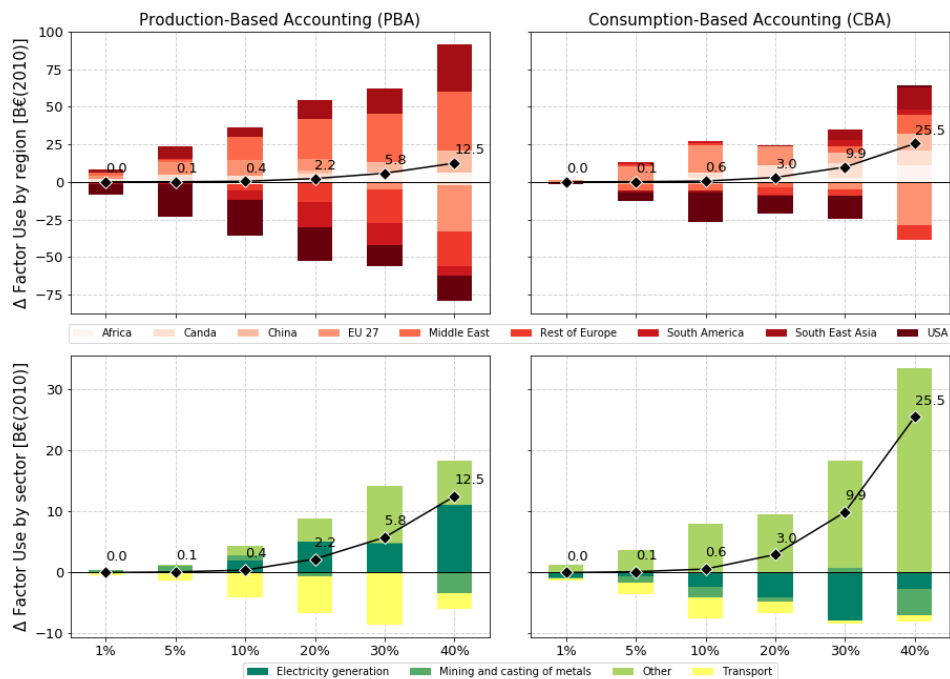 Production-Based Accounting (PBA)
Consumption-Based Accounting (CBA)
Δ Factor Use by region [B€(2010)]
100
75
50
25
0
−25
−50
−75
0.0
0.1
0.4
2.2
5.8
12.5
0.0
0.1
0.6
3.0
9.9
25.5
Africa
Canda
China
EU 27
Middle East
Rest of Europe
South America
South East Asia
USA
Δ Factor Use by sector [B€(2010)]
30
20
10
0
−10
0.0
0.1
0.4
2.2
5.8
12.5
0.0
0.1
0.6
3.0
9.9
25.5
1%
5%
10%
20%
30%
40%
1%
5%
10%
20%
30%
40%
Electricity generation
Mining and casting of metals
Other
Transport